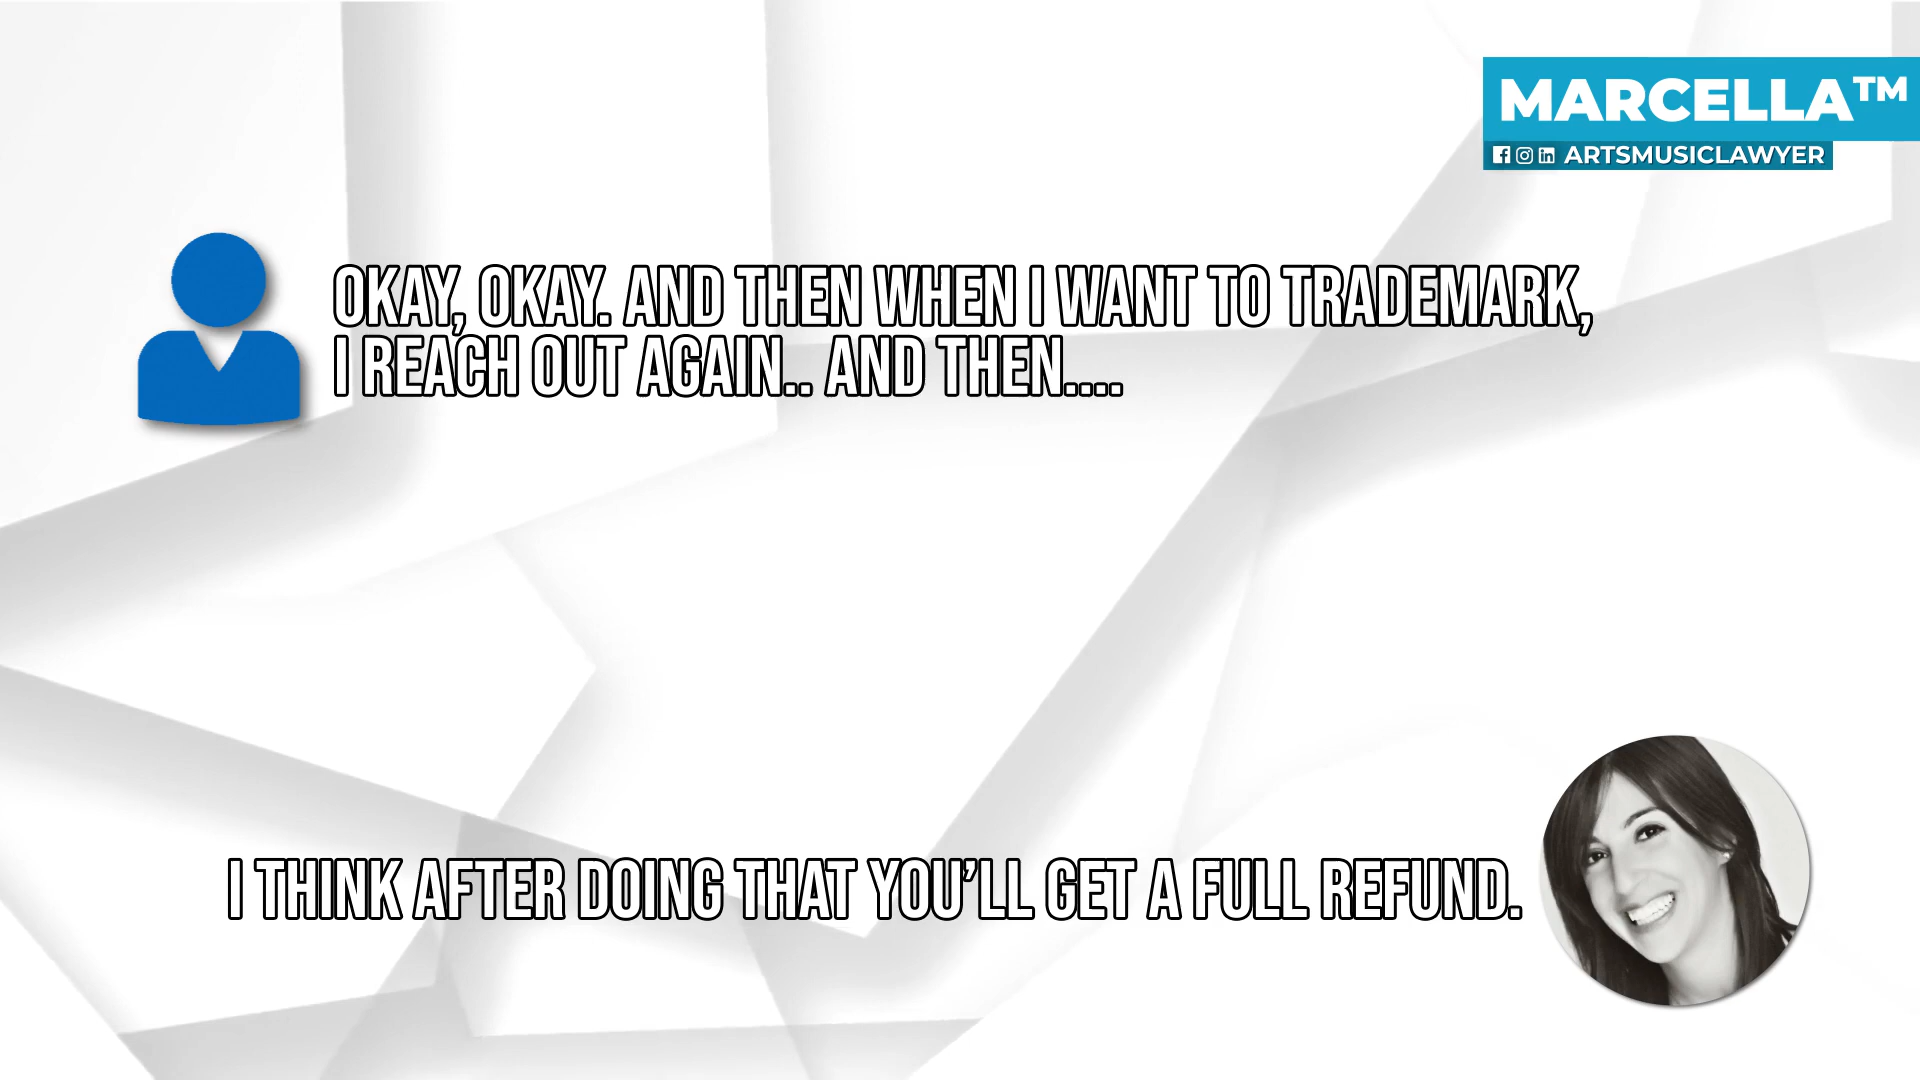 MARCELLA™
ARTSMUSICLAWYER
OKAY, OKAY. AND THEN WHEN I WANT TO TRADEMARK,
I REACH OUT AGAIN.. AND THEN....
I THINK AFTER DOING THAT YOU'LL GET A FULL REFUND.